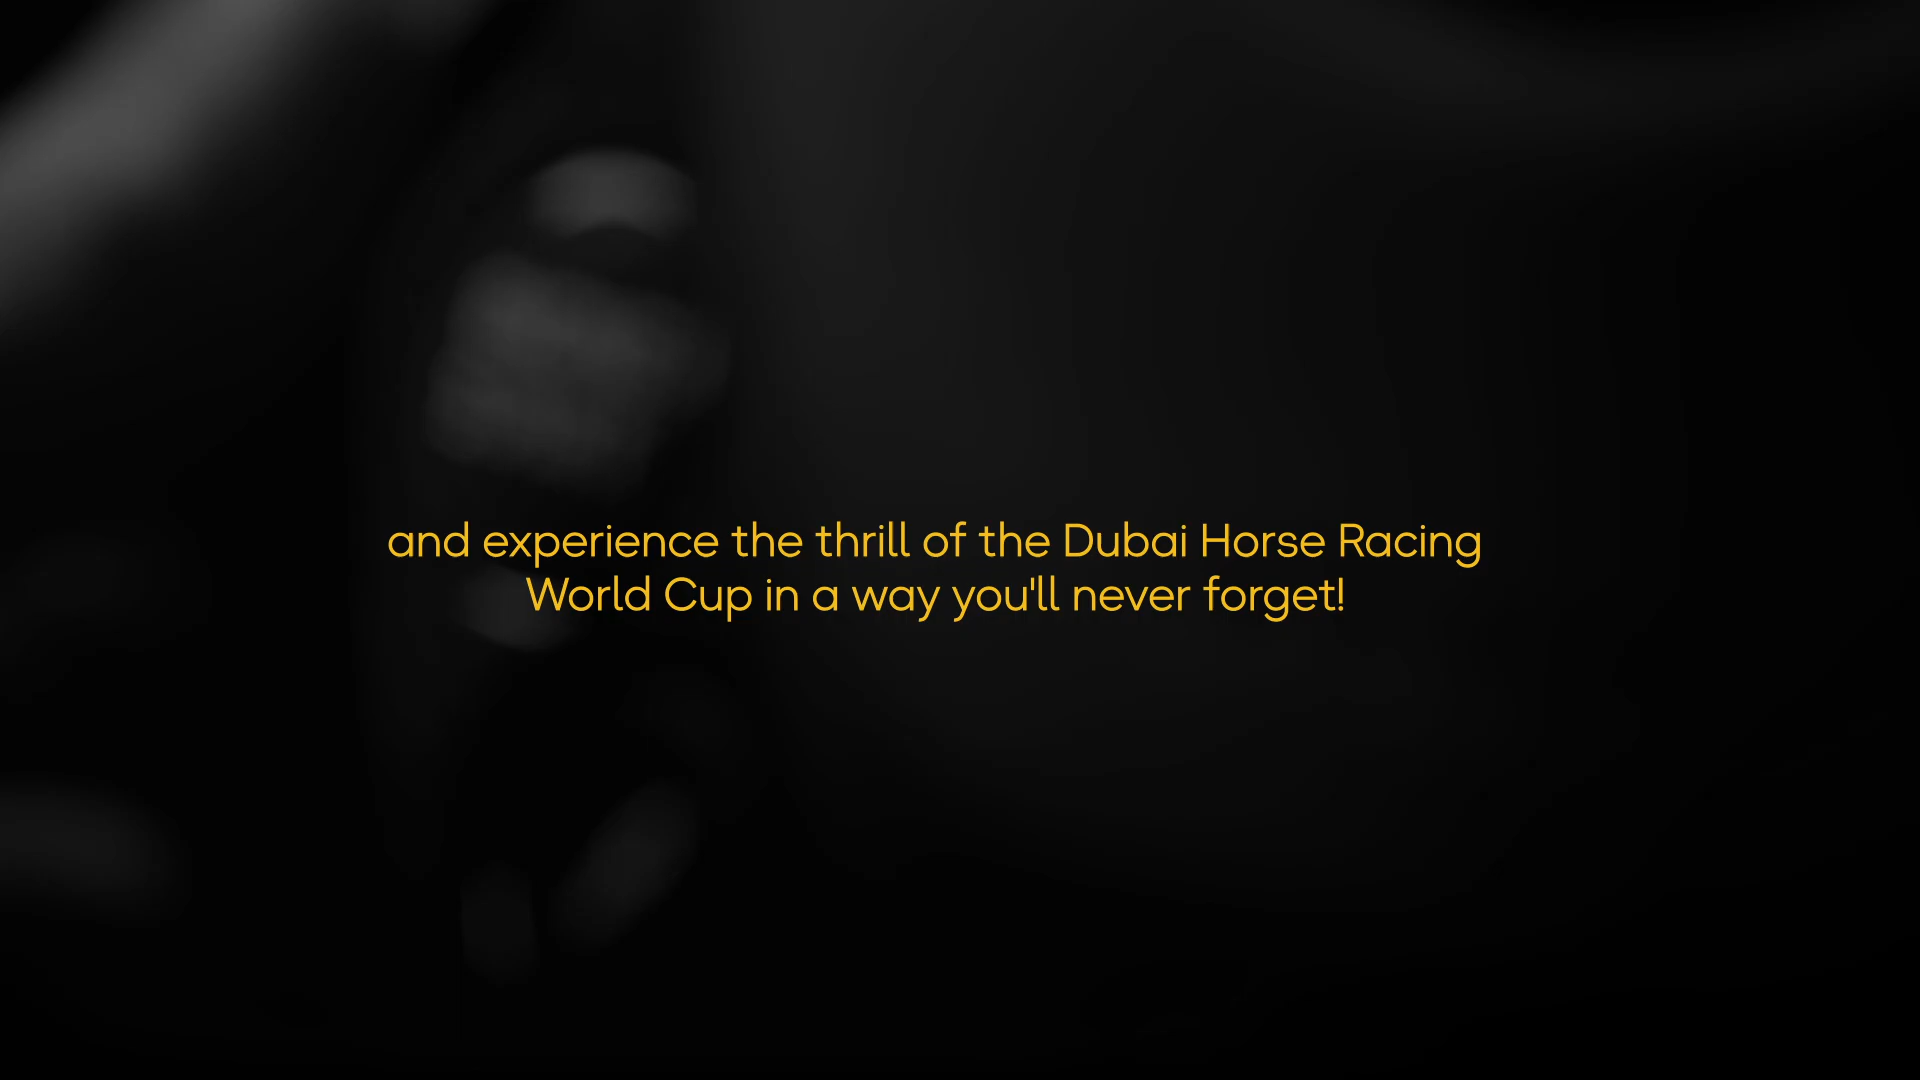 and experience the thrill of the Dubai Horse Racing
World Cup in a way you'll never forget!